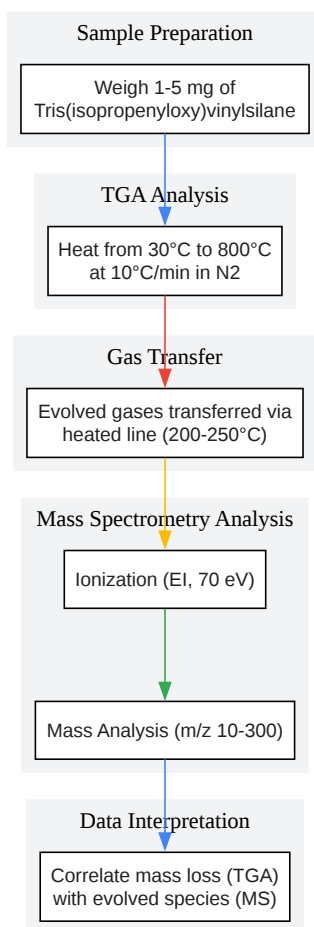 Sample Preparation
Weigh 1-5 mg of
Tris(isopropenyloxy)vinylsilane
TGA Analysis
Heat from 30°C to 800°C
at 10°C/min in N2
Gas Transfer
Evolved gases transferred via
heated line (200-250°C)
Mass Spectrometry Analysis
Ionization (EI, 70 eV)
Mass Analysis (m/z 10-300)
Data Interpretation
Correlate mass loss (TGA)
with evolved species (MS)